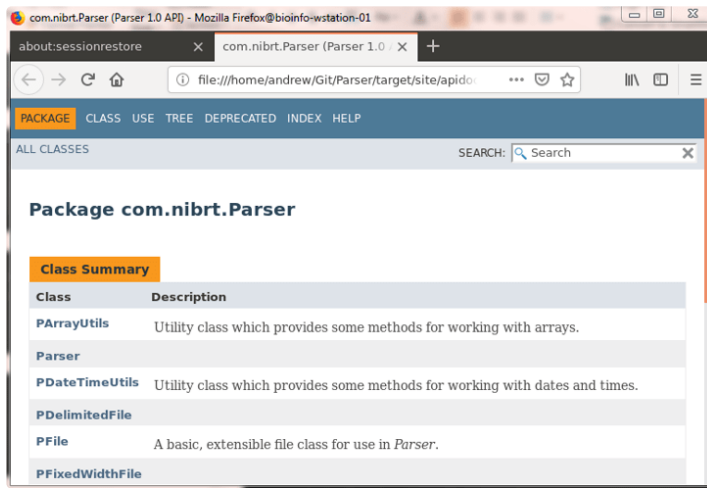 com.nibrt.Parser (Parser 1.0 API) - Mozilla Firefox@bioinfo-wstation-01
about:sessionrestore
com.nibrt.Parser (Parser 1.0
file:///home/andrew/Git/Parser/target/site/apido
PACKAGE CLASS USE TREE DEPRECATED INDEX HELP
ALL CLASSES
SEARCH: Search
Package com.nibrt.Parser
Class Summary
Class Description
PArrayUtils Utility class which provides some methods for working with arrays.
Parser
PDateTimeUtils Utility class which provides some methods for working with dates and times.
PDelimitedFile
PFile A basic, extensible file class for use in Parser.
PFixedWidthFile